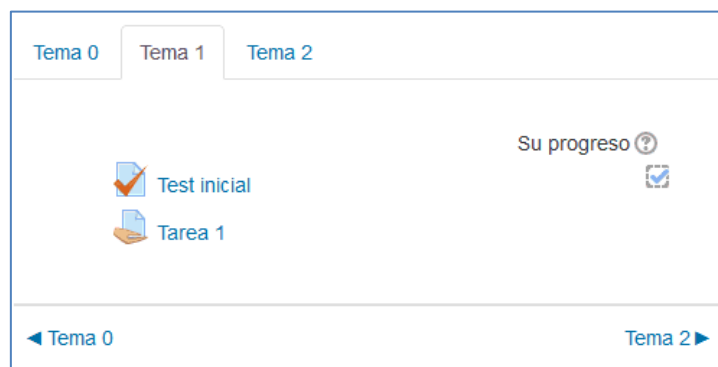 Tema 0 Tema 1 Tema 2
Su progreso
Test inicial
Tarea 1
◄ Tema 0 Tema 2 ►